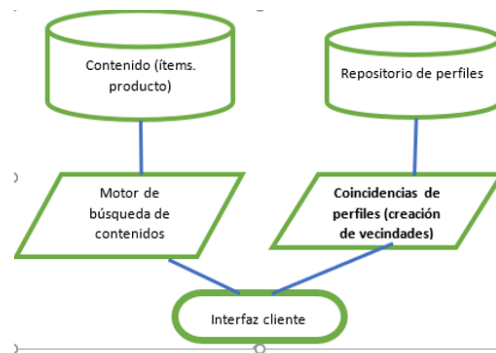 Contenido (ítems.
producto)
Repositorio de perfiles
Motor de
búsqueda de
contenidos
Coincidencias de
perfiles (creación
de vecindades)
Interfaz cliente